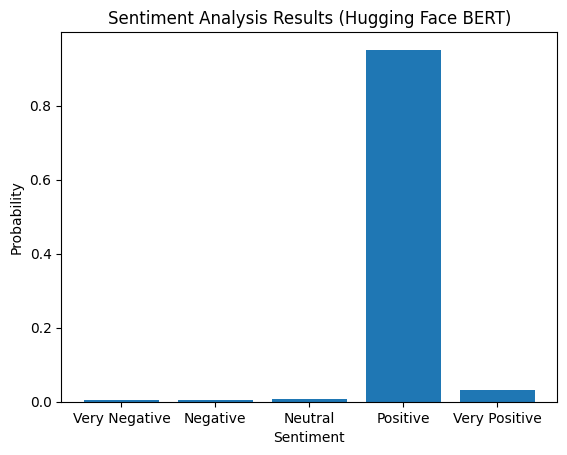 Sentiment Analysis Results (Hugging Face BERT)
Probability
0.8
0.6
0.4
0.2
0.0
Very Negative Negative Neutral Positive Very Positive
Sentiment